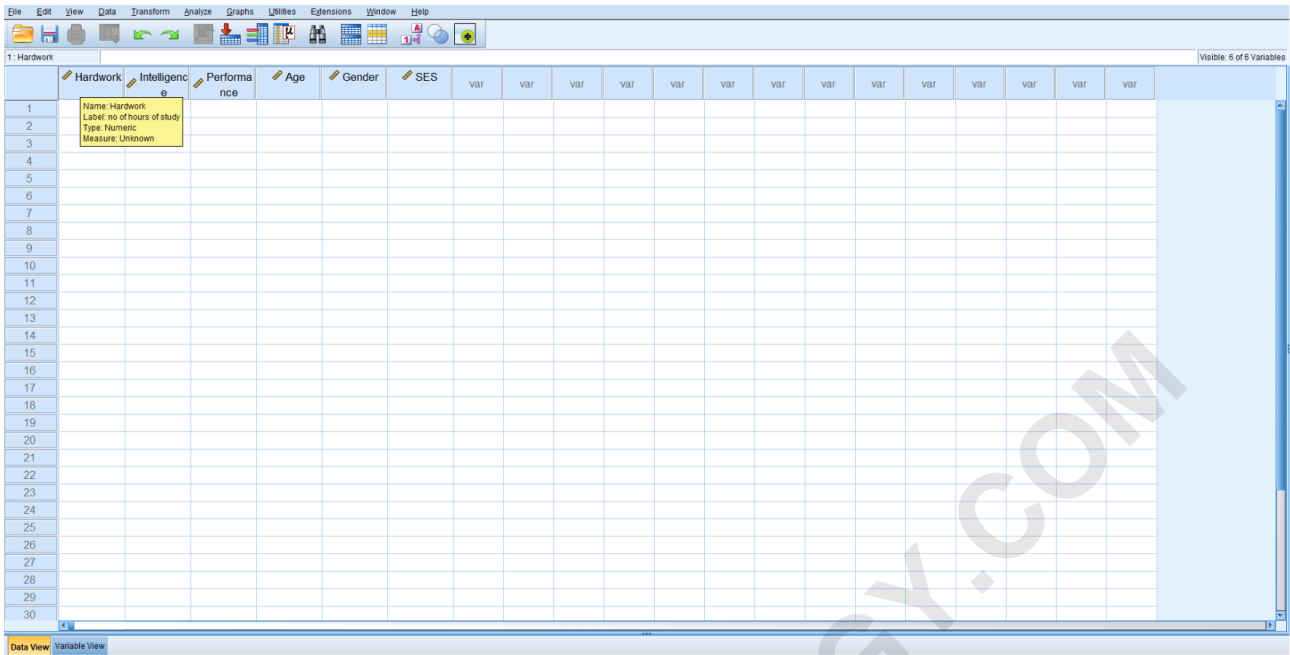 File Edit View Data Transform Analyze Graphs Utilities Extensions Window Help
1 : Hardwork
Visible: 6 of 6 Variables
Hardwork Intelligenc Performa Age Gender SES var var var var var var var var var var var var var var
e nce
Name: Hardwork
Label: no of hours of study
Type: Numeric
Measure: Unknown
1
2
3
4
5
6
7
8
9
10
11
12
13
14
15
16
17
18
19
20
21
22
23
24
25
26
27
28
29
30
GY.COM
Data View Variable View